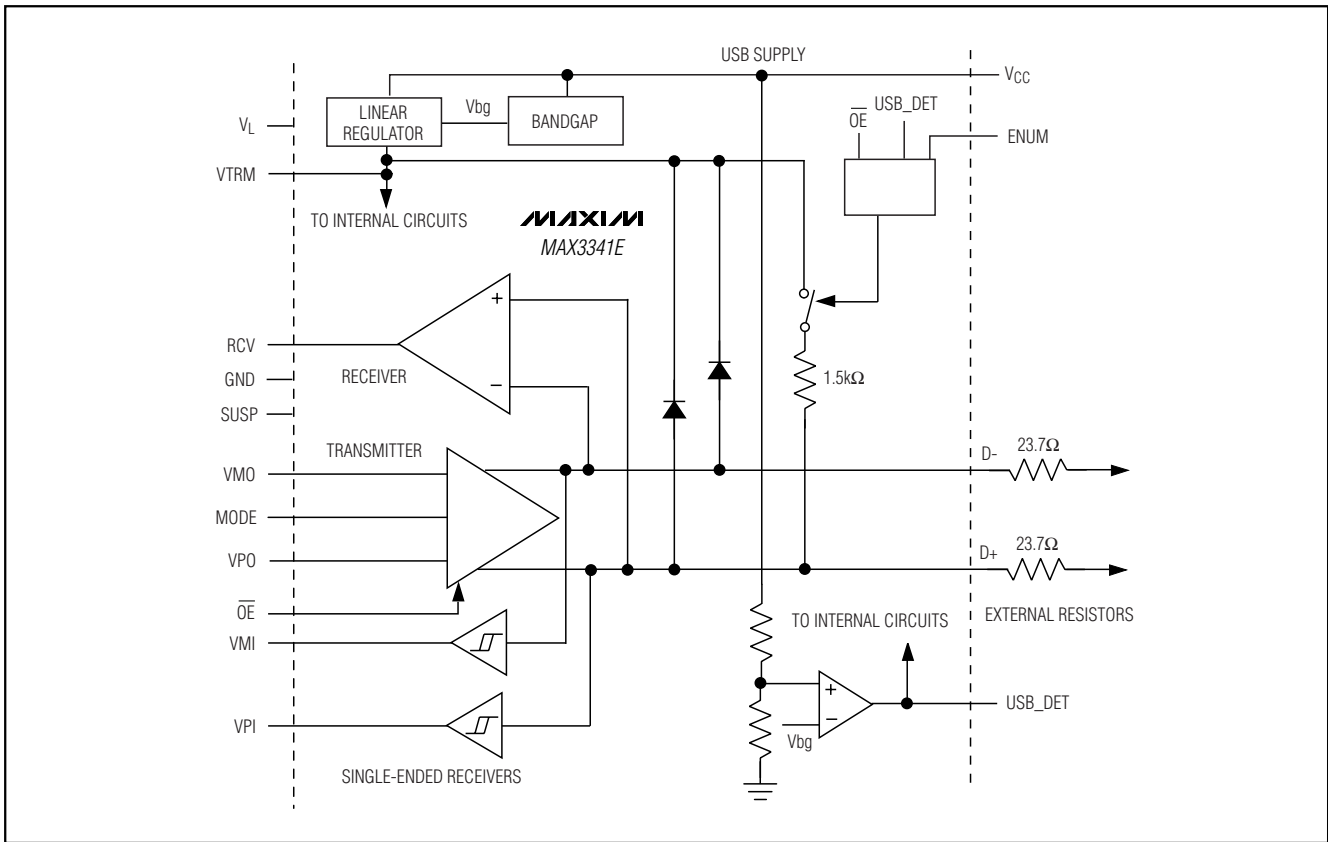 USB SUPPLY
VCC
LINEAR
REGULATOR
Vbg
BANDGAP
OE
USB_DET
ENUM
VL
VTRM
TO INTERNAL CIRCUITS
MAXIM
MAX3341E
+
RCV
RECEIVER
−
GND
SUSP
1.5kΩ
TRANSMITTER
VMO
MODE
VPO
OE
VMI
VPI
D-
23.7Ω
D+
23.7Ω
TO INTERNAL CIRCUITS
EXTERNAL RESISTORS
+
−
Vbg
USB_DET
SINGLE-ENDED RECEIVERS